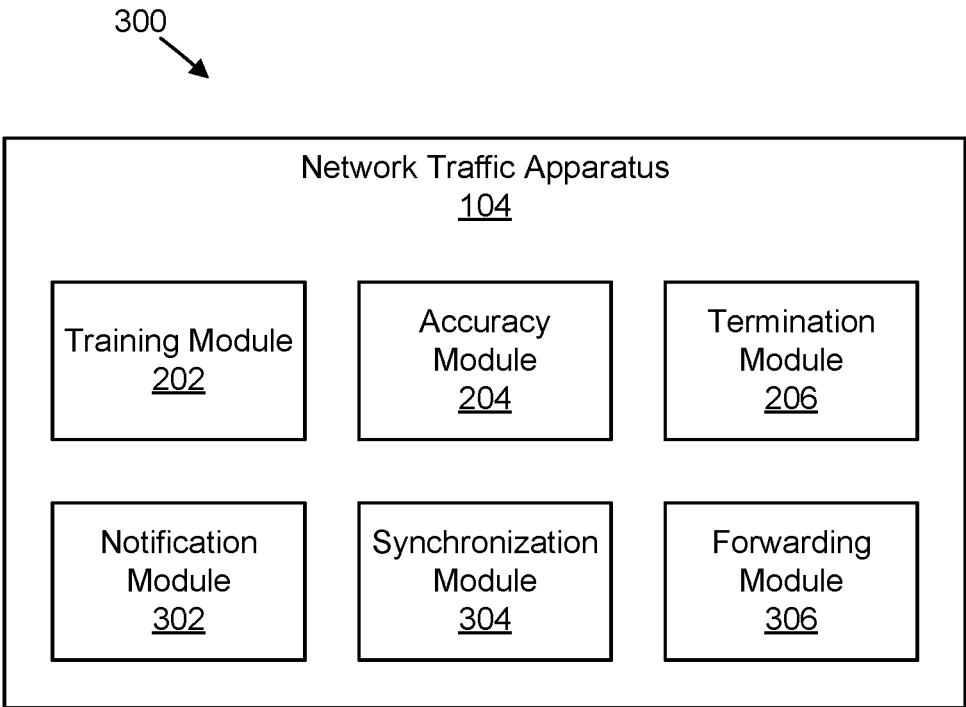 300
Network Traffic Apparatus
104
Training Module
202
Accuracy
Module
204
Termination
Module
206
Notification
Module
302
Synchronization
Module
304
Forwarding
Module
306